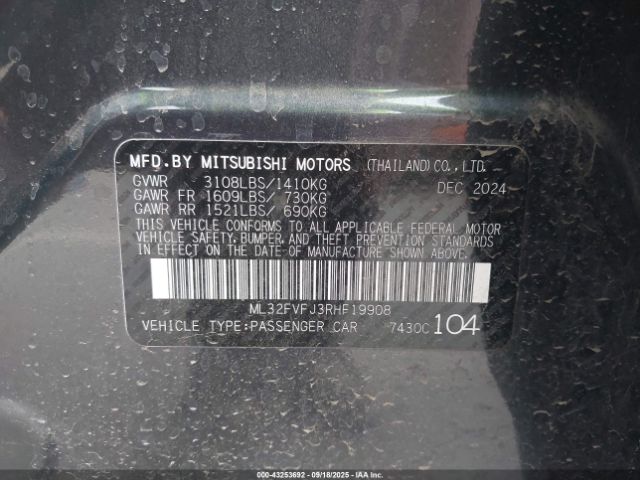 MFD.BY MITSUBISHI MOTORS (THAILAND)CO.,LTD.
GVWR 3108LBS/1410KG DEC 2024
GAWR FR 1609LBS/ 730KG
GAWR RR 1521LBS/ 690KG
THIS VEHICLE CONFORMS TO ALL APPLICABLE FEDERAL MOTOR
VEHICLE SAFETY,BUMPER,AND THEFT PREVENTION STANDARDS
IN EFFECT ON THE DATE OF MANUFACTURE SHOWN ABOVE.
ML32FVFJ3RHF19908
VEHICLE TYPE:PASSENGER CAR 7430C 104
000-43253692 - 09/18/2025 - IAAI.COM